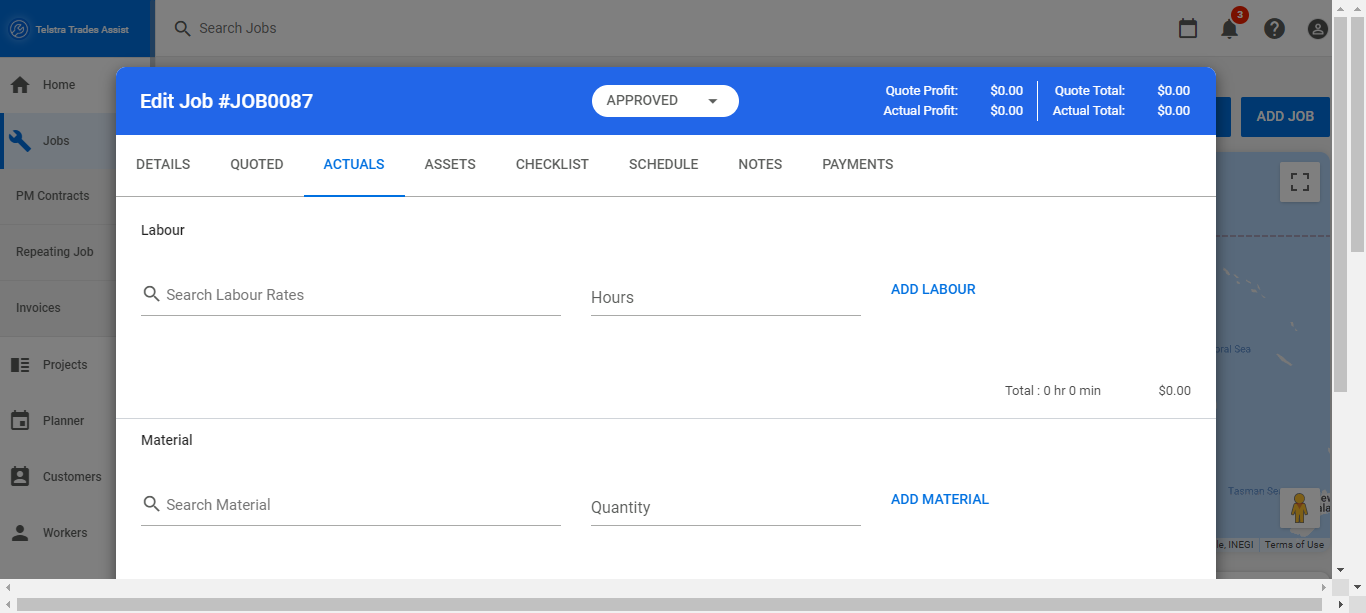 Telstra Trades Assist
Search Jobs
3
Home
Jobs
PM Contracts
Repeating Job
Invoices
Projects
Planner
Customers
Workers
ADD JOB
Edit Job #JOB0087
APPROVED
Quote Profit: $0.00 Quote Total: $0.00
Actual Profit: $0.00 Actual Total: $0.00
DETAILS QUOTED ACTUALS ASSETS CHECKLIST SCHEDULE NOTES PAYMENTS
Labour
Search Labour Rates Hours ADD LABOUR
Total : 0 hr 0 min $0.00
Material
Search Material Quantity ADD MATERIAL
Sea
Tasman Se
INEGI Terms of Use